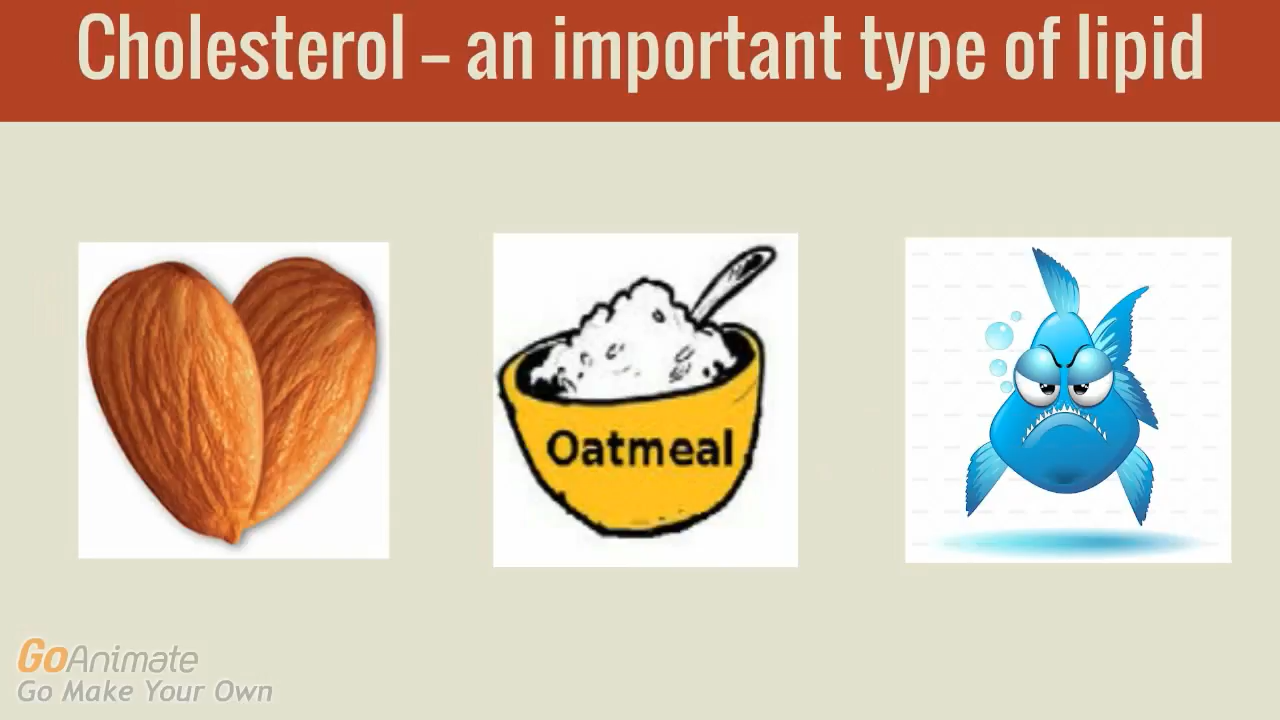 Cholesterol – an important type of lipid
Oatmeal
GoAnimate
Go Make Your Own